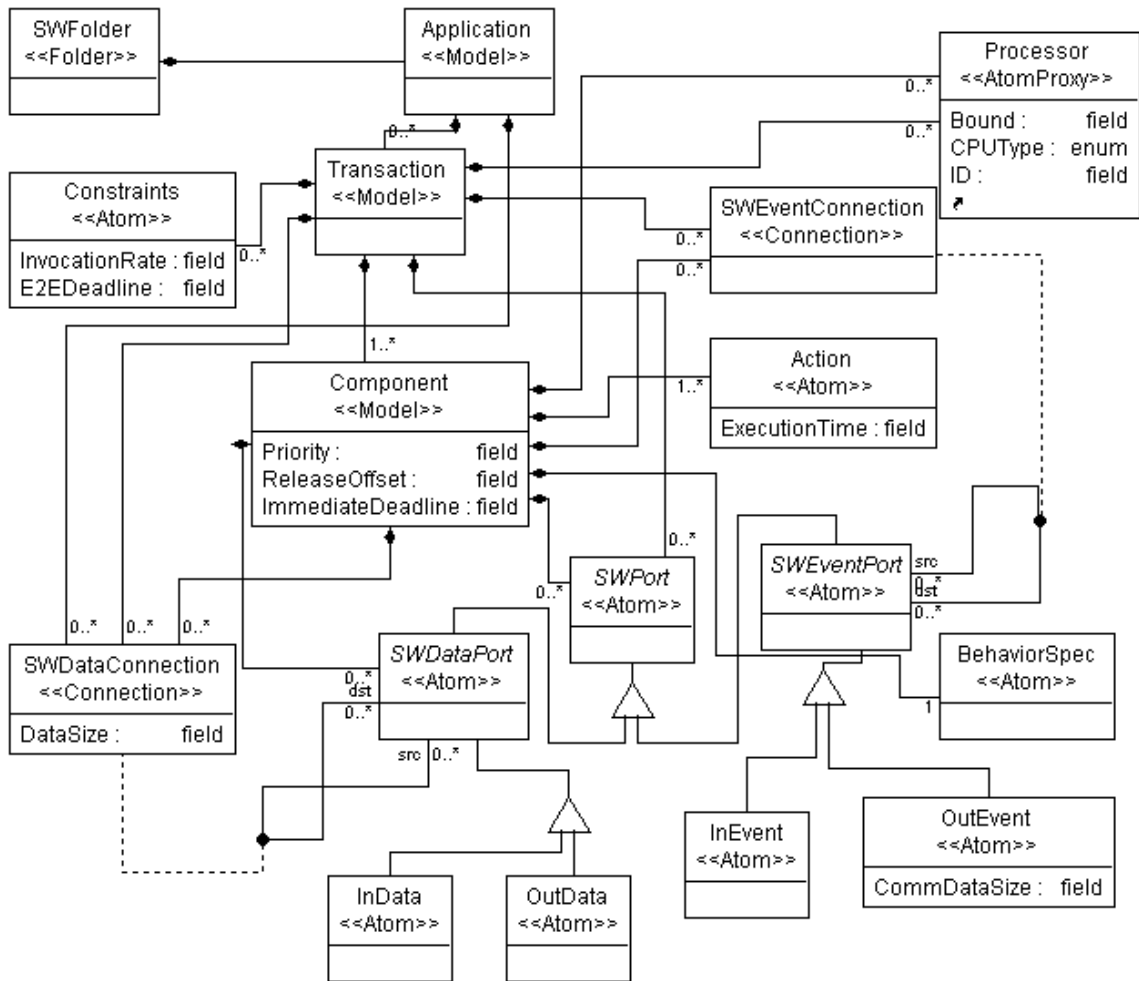 SWFolder
<<Folder>>
Application
<<Model>>
Processor
<<AtomProxy>>
Bound : field
CPUType : enum
ID : field
0..*
0..*
0..*
Transaction
<<Model>>
Constraints
<<Atom>>
InvocationRate : field
E2EDeadline : field
0..*
SWEventConnection
<<Connection>>
0..*
0..*
1..*
Component
<<Model>>
Priority : field
ReleaseOffset : field
ImmediateDeadline : field
Action
<<Atom>>
ExecutionTime : field
1..*
0..*
SWPort
<<Atom>>
0..*
SWEventPort
<<Atom>>
src
0..*
dst
0..*
0..*
0..*
0..*
SWDataConnection
<<Connection>>
DataSize : field
SWDataPort
<<Atom>>
0..*
dst
0..*
src
0..*
BehaviorSpec
<<Atom>>
1
InEvent
<<Atom>>
OutEvent
<<Atom>>
CommDataSize : field
InData
<<Atom>>
OutData
<<Atom>>